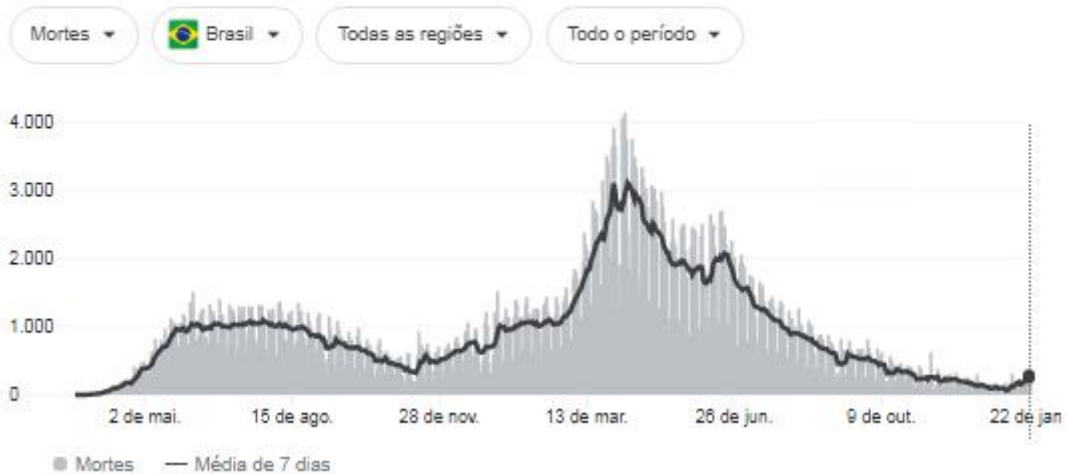 Mortes Brasil Todas as regiões Todo o período
4.000
3.000
2.000
1.000
0
2 de mai. 15 de ago. 28 de nov. 13 de mar. 26 de jun. 9 de out. 22 de jan
Mortes Média de 7 dias